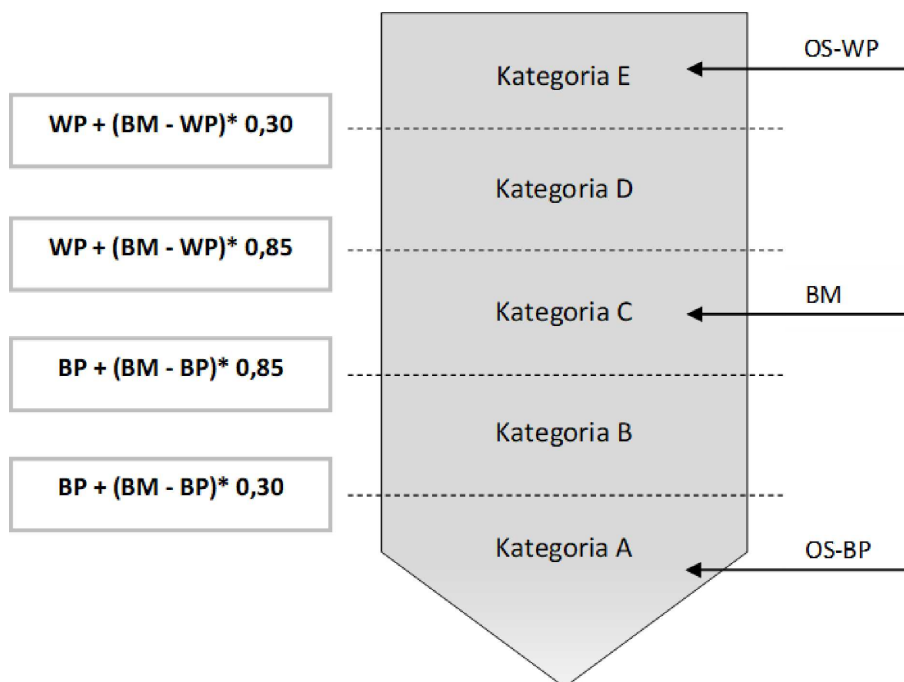 OS-WP
Kategoria E
WP + (BM - WP)* 0,30
Kategoria D
WP + (BM - WP)* 0,85
BM
Kategoria C
BP + (BM - BP)* 0,85
Kategoria B
BP + (BM - BP)* 0,30
Kategoria A
OS-BP